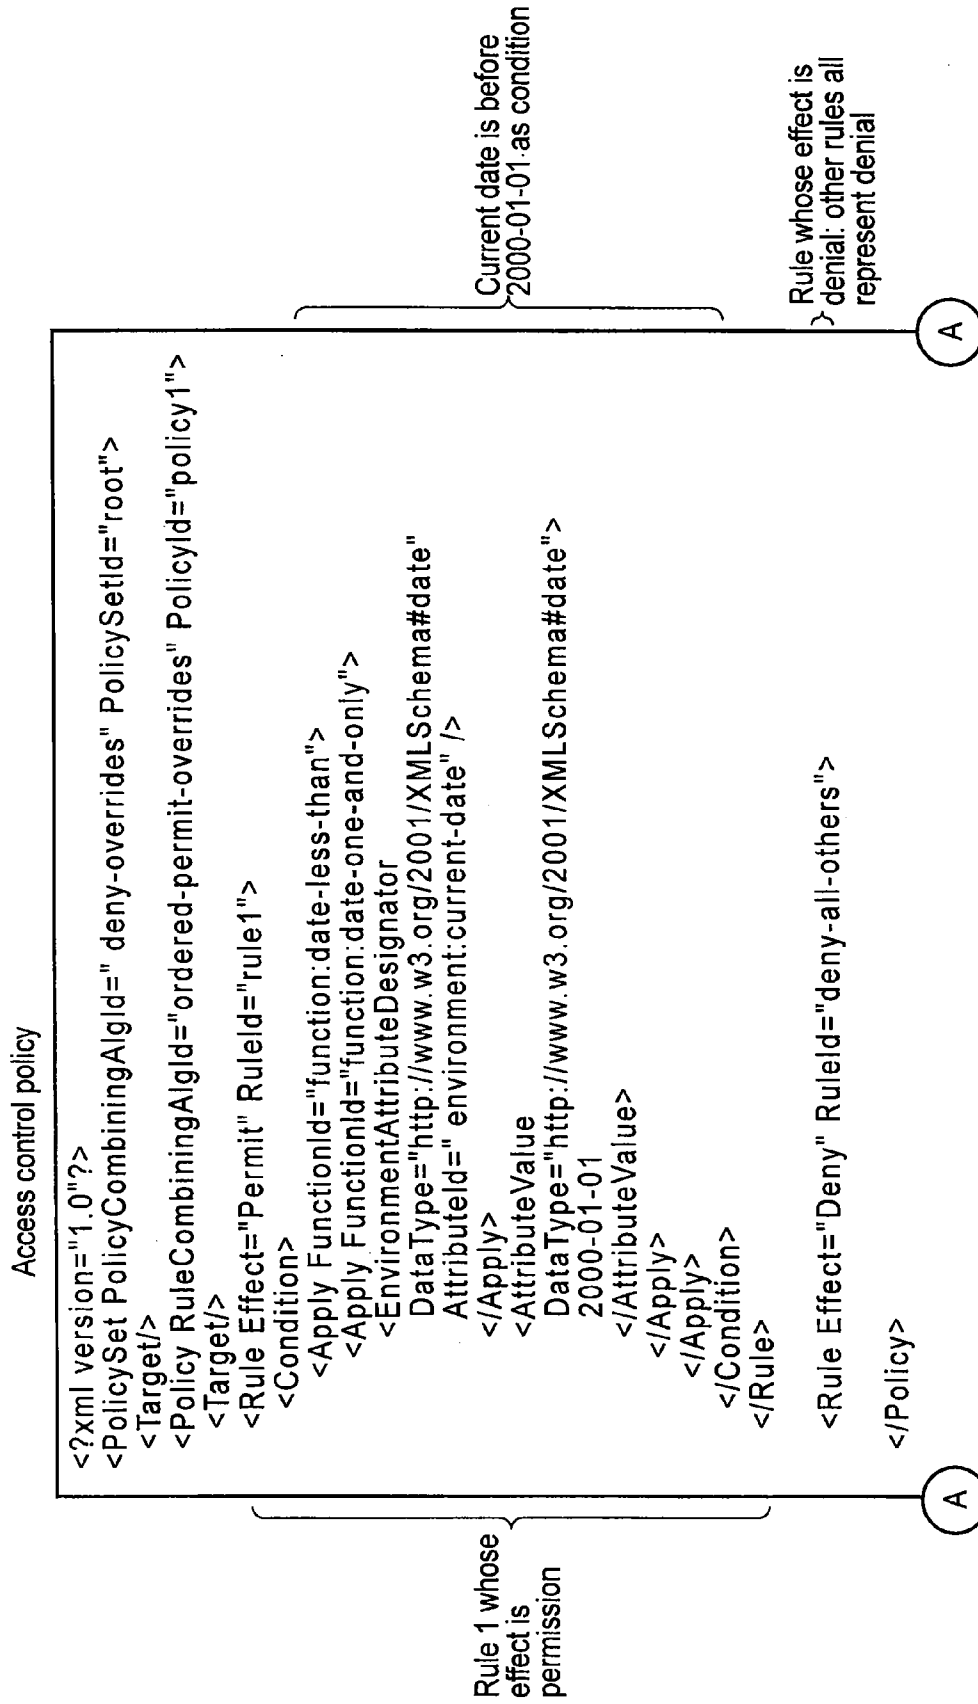 Access control policy
<?xml version="1.0"?>
<PolicySet PolicyCombiningAlgId=" deny-overrides" PolicySetId="root">
<Target/>
<Policy RuleCombiningAlgId="ordered-permit-overrides" PolicyId="policy1">
<Target/>
<Rule Effect="Permit" RuleId="rule1">
<Condition>
<Apply FunctionId="function:date-less-than">
<Apply FunctionId="function:date-one-and-only">
<EnvironmentAttributeDesignator
DataType="http://www.w3.org/2001/XMLSchema#date"
AttributeId=" environment:current-date" />
</Apply>
<AttributeValue
DataType="http://www.w3.org/2001/XMLSchema#date">
2000-01-01
</AttributeValue>
</Apply>
</Apply>
</Condition>
</Rule>
<Rule Effect="Deny" RuleId="deny-all-others">
</Policy>
Rule 1 whose
effect is
permission
Current date is before
2000-01-01 as condition
Rule whose effect is
denial: other rules all
represent denial
A
A